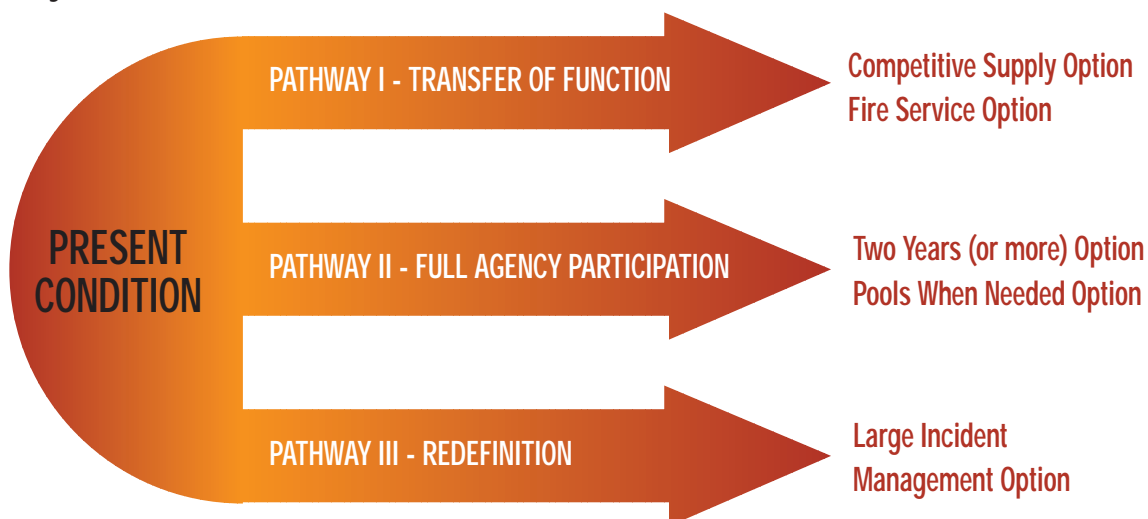 PATHWAY I - TRANSFER OF FUNCTION
Competitive Supply Option
Fire Service Option
PRESENT
CONDITION
PATHWAY II - FULL AGENCY PARTICIPATION
Two Years (or more) Option
Pools When Needed Option
PATHWAY III - REDEFINITION
Large Incident
Management Option